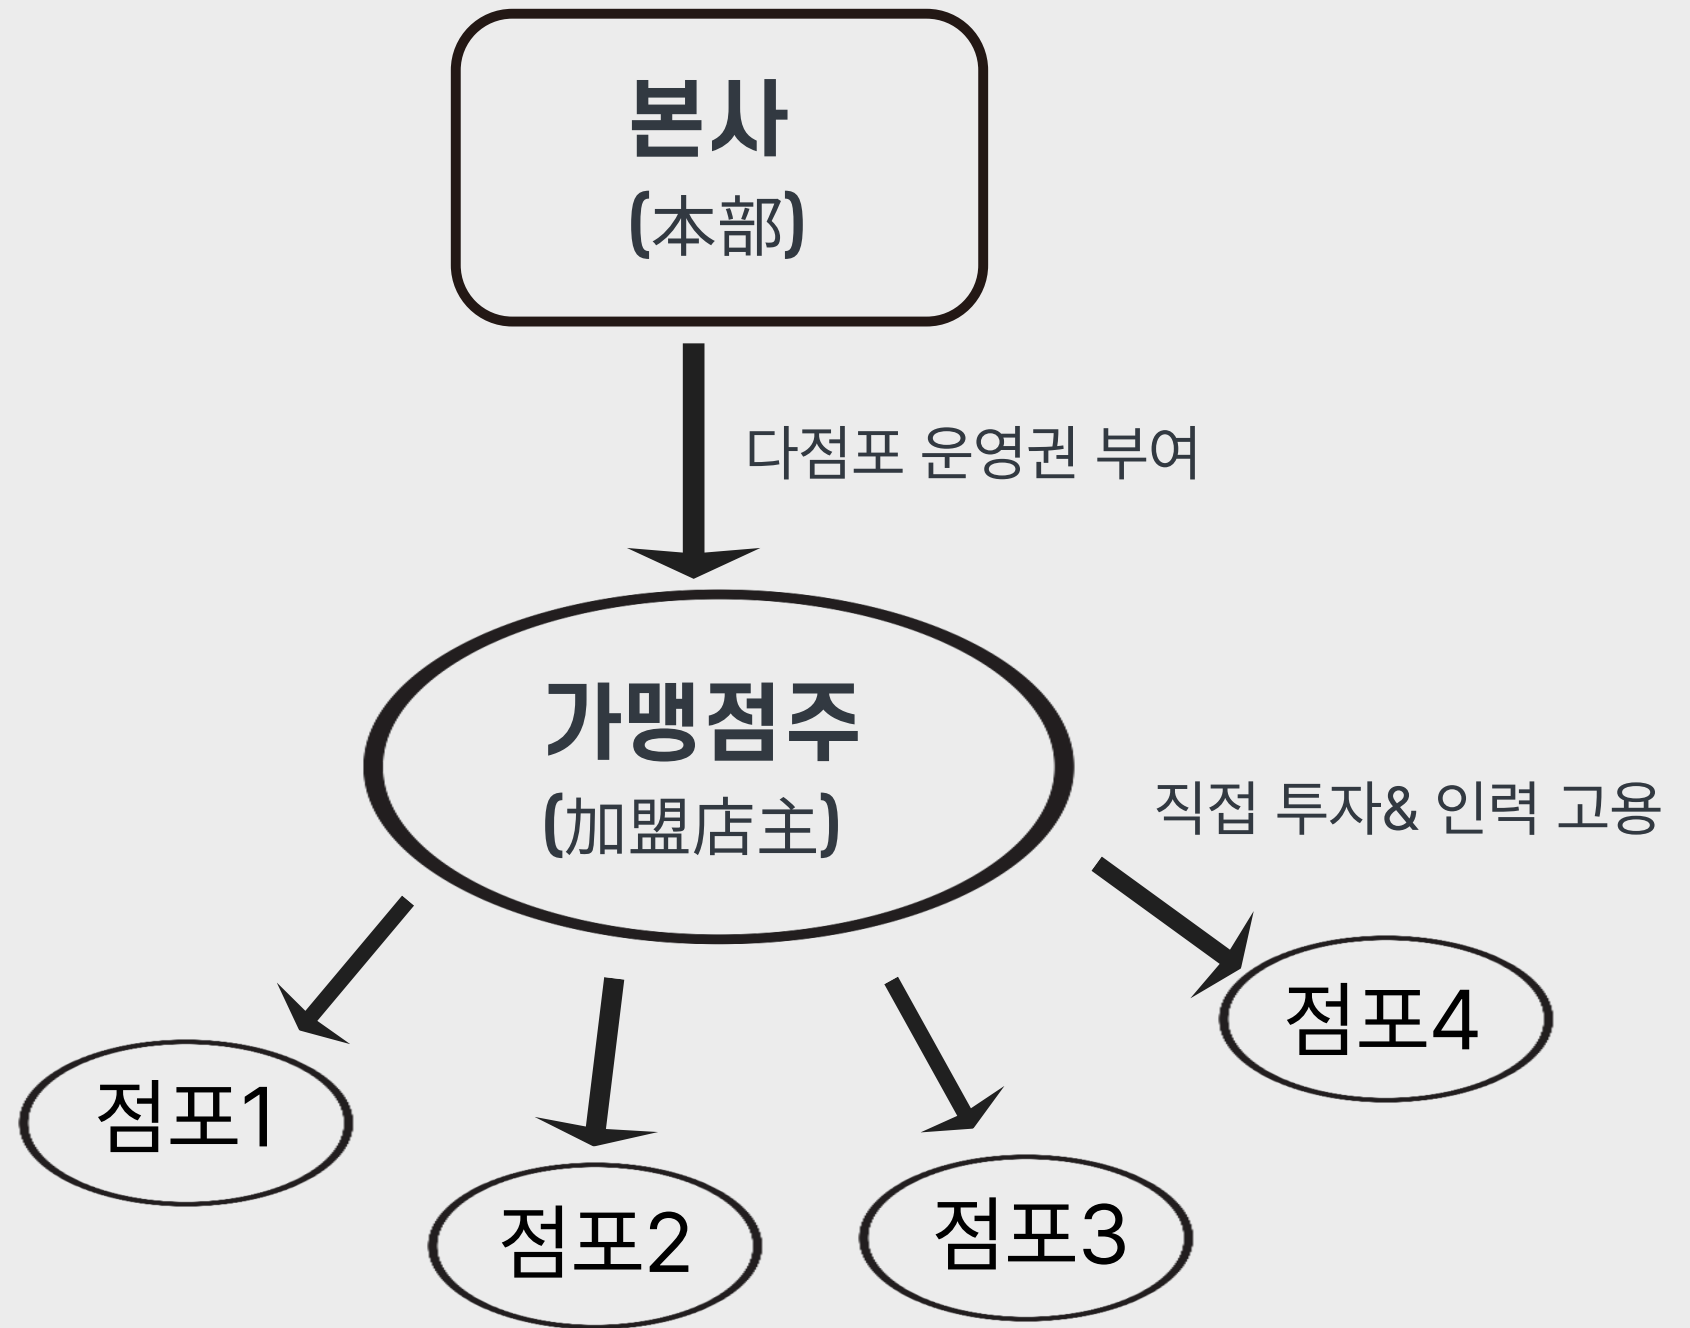 본사
(本部)
다점포 운영권 부여
가맹점주
(加盟店主)
직접 투자& 인력 고용
점포4
점포1
점포2
점포3